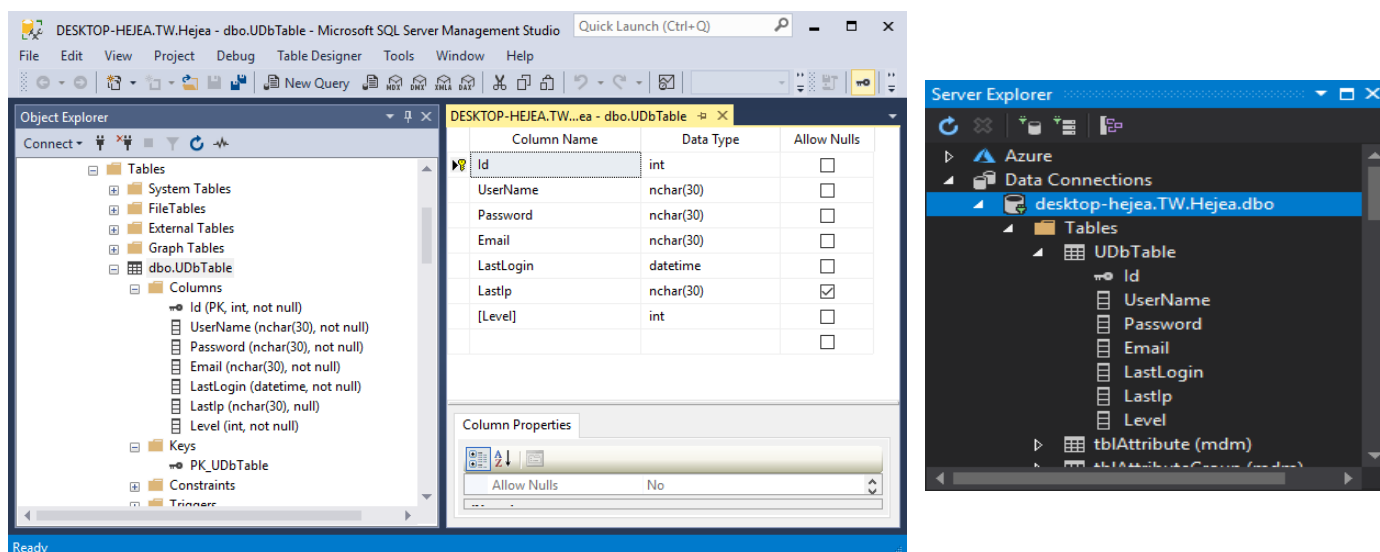 DESKTOP-HEJEA.TW.Hejea - dbo.UDbTable - Microsoft SQL Server Management Studio
Quick Launch (Ctrl+Q)
File Edit View Project Debug Table Designer Tools Window Help
New Query
MDX DMX XMLA DAX
Object Explorer
Connect
Tables
System Tables
FileTables
External Tables
Graph Tables
dbo.UDbTable
Columns
Id (PK, int, not null)
UserName (nchar(30), not null)
Password (nchar(30), not null)
Email (nchar(30), not null)
LastLogin (datetime, not null)
LastIp (nchar(30), null)
Level (int, not null)
Keys
PK_UDbTable
Constraints
Triggers
DESKTOP-HEJEA.TW...ea - dbo.UDbTable
Column Name Data Type Allow Nulls
Id int
UserName nchar(30)
Password nchar(30)
Email nchar(30)
LastLogin datetime
LastIp nchar(30)
[Level] int
Column Properties
Allow Nulls No
Ready
Server Explorer
Azure
Data Connections
desktop-hejea.TW.Hejea.dbo
Tables
UDbTable
Id
UserName
Password
Email
LastLogin
LastIp
Level
tblAttribute (mdm)
tblAttributeGroup (mdm)